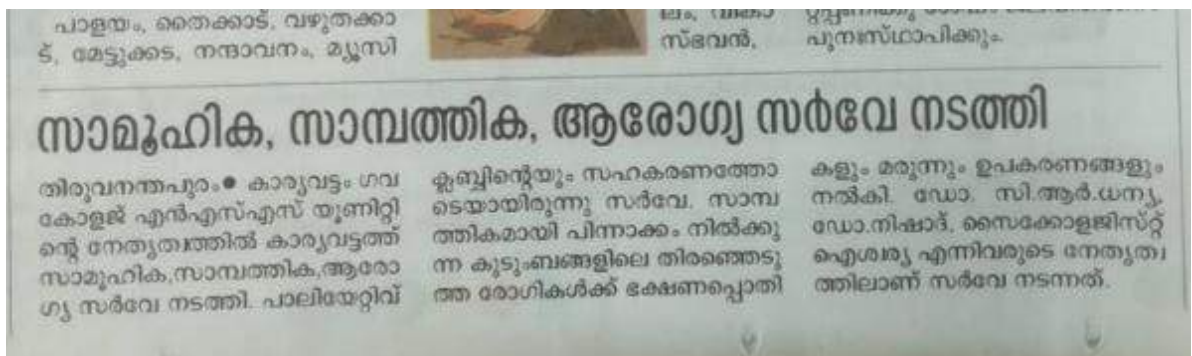 പാളയം, തൈക്കാട്, വഴുതക്കാ
ട്, മേട്ടുക്കട, നന്ദാവനം, മ്യൂസി
സ്ഭവൻ,
പുനഃസ്ഥാപിക്കും.
സാമൂഹിക, സാമ്പത്തിക, ആരോഗ്യ സർവേ നടത്തി
തിരുവനന്തപുരം● കാര്യവട്ടം ഗവ
കോളജ് എൻഎസ്എസ് യൂണിറ്റി
ന്റെ നേതൃത്വത്തിൽ കാര്യവട്ടത്ത്
സാമൂഹിക,സാമ്പത്തിക,ആരോ
ഗ്യ സർവേ നടത്തി. പാലിയേറ്റിവ്
ക്ലബ്ബിന്റെയും സഹകരണത്തോ
ടെയായിരുന്നു സർവേ. സാമ്പ
ത്തികമായി പിന്നാക്കം നിൽക്കു
ന്ന കുടുംബങ്ങളിലെ തിരഞ്ഞെടു
ത്ത രോഗികൾക്ക് ഭക്ഷണപ്പൊതി
കളും മരുന്നും ഉപകരണങ്ങളും
നൽകി. ഡോ. സി.ആർ.ധന്യ,
ഡോ.നിഷാദ്, സൈക്കോളജിസ്റ്റ്
ഐശ്വര്യ എന്നിവരുടെ നേതൃത്വ
ത്തിലാണ് സർവേ നടന്നത്.